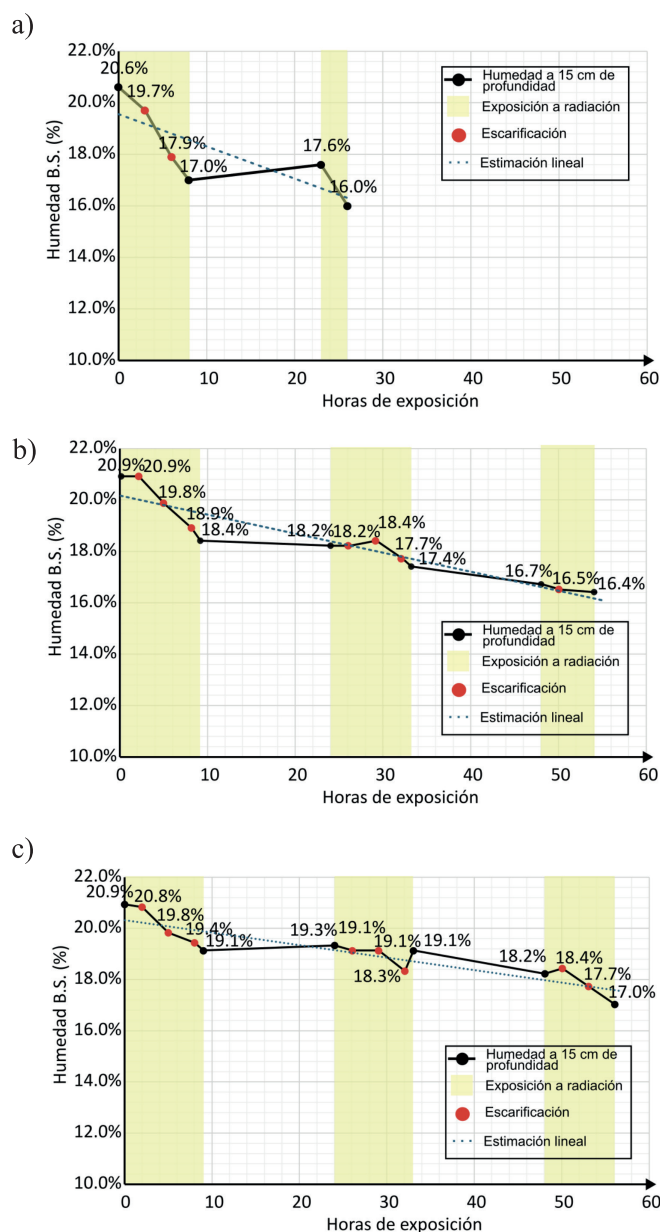 a)
22.0%
20.6%
20.0%
19.7%
18.0%
17.9%
17.0%
17.6%
16.0%
16.0%
14.0%
12.0%
10.0%
Humedad B.S. (%)
Humedad a 15 cm de
profundidad
Exposición a radiación
Escarificación
Estimación lineal
0 10 20 30 40 50 60
Horas de exposición
b)
22.0%
20.9% 20.9%
20.0%
19.8%
18.9%
18.4%
18.0%
18.2% 18.2% 18.4%
17.7%
17.4%
16.7% 16.5% 16.4%
16.0%
14.0%
12.0%
10.0%
Humedad B.S. (%)
Humedad a 15 cm de
profundidad
Exposición a radiación
Escarificación
Estimación lineal
0 10 20 30 40 50 60
Horas de exposición
c)
22.0%
20.9% 20.8%
20.0%
19.8%
19.4%
19.1%
19.3% 19.1% 19.1% 19.1%
18.3%
18.2% 18.4%
17.7%
17.0%
18.0%
16.0%
14.0%
12.0%
10.0%
Humedad B.S. (%)
Humedad a 15 cm de
profundidad
Exposición a radiación
Escarificación
Estimación lineal
0 10 20 30 40 50 60
Horas de exposición